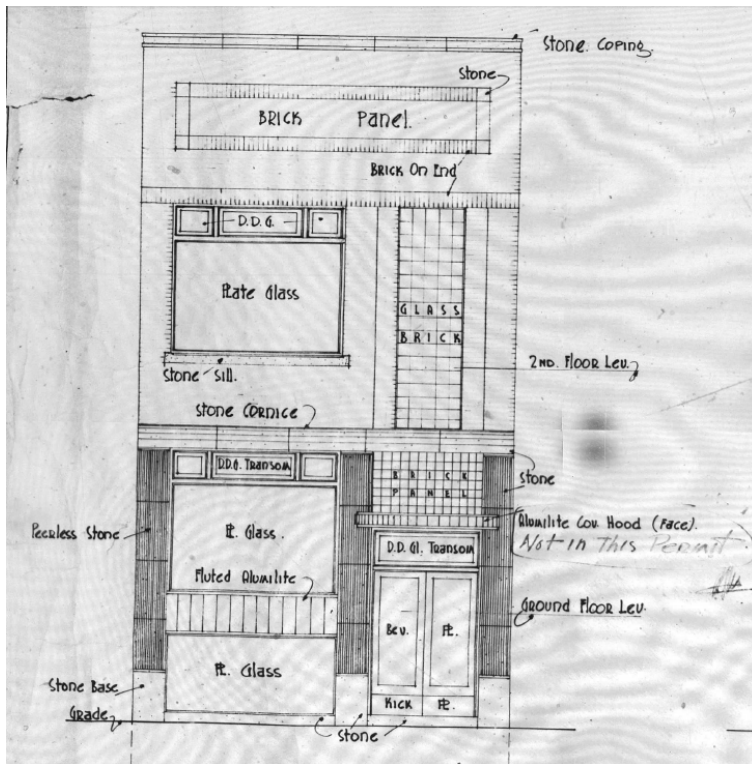 Stone Coping.
Stone
BRICK Panel.
BRICK On End
D.D.G.
Plate Glass
GLASS
BRICK
Stone Sill.
2ND. FLOOR LEV.
STONE CORNICE
D.D.G. Transom
BRICK
PANEL
Stone
Peerless Stone
Pl. Glass.
Alumilite Cov. Hood (Face).
Not in This Permit
D.D. Gl. Transom
Fluted Alumilite
GROUND FLOOR LEV.
Bev. Pl.
Pl. Glass
Stone Base
Kick Pl.
Grade
Stone